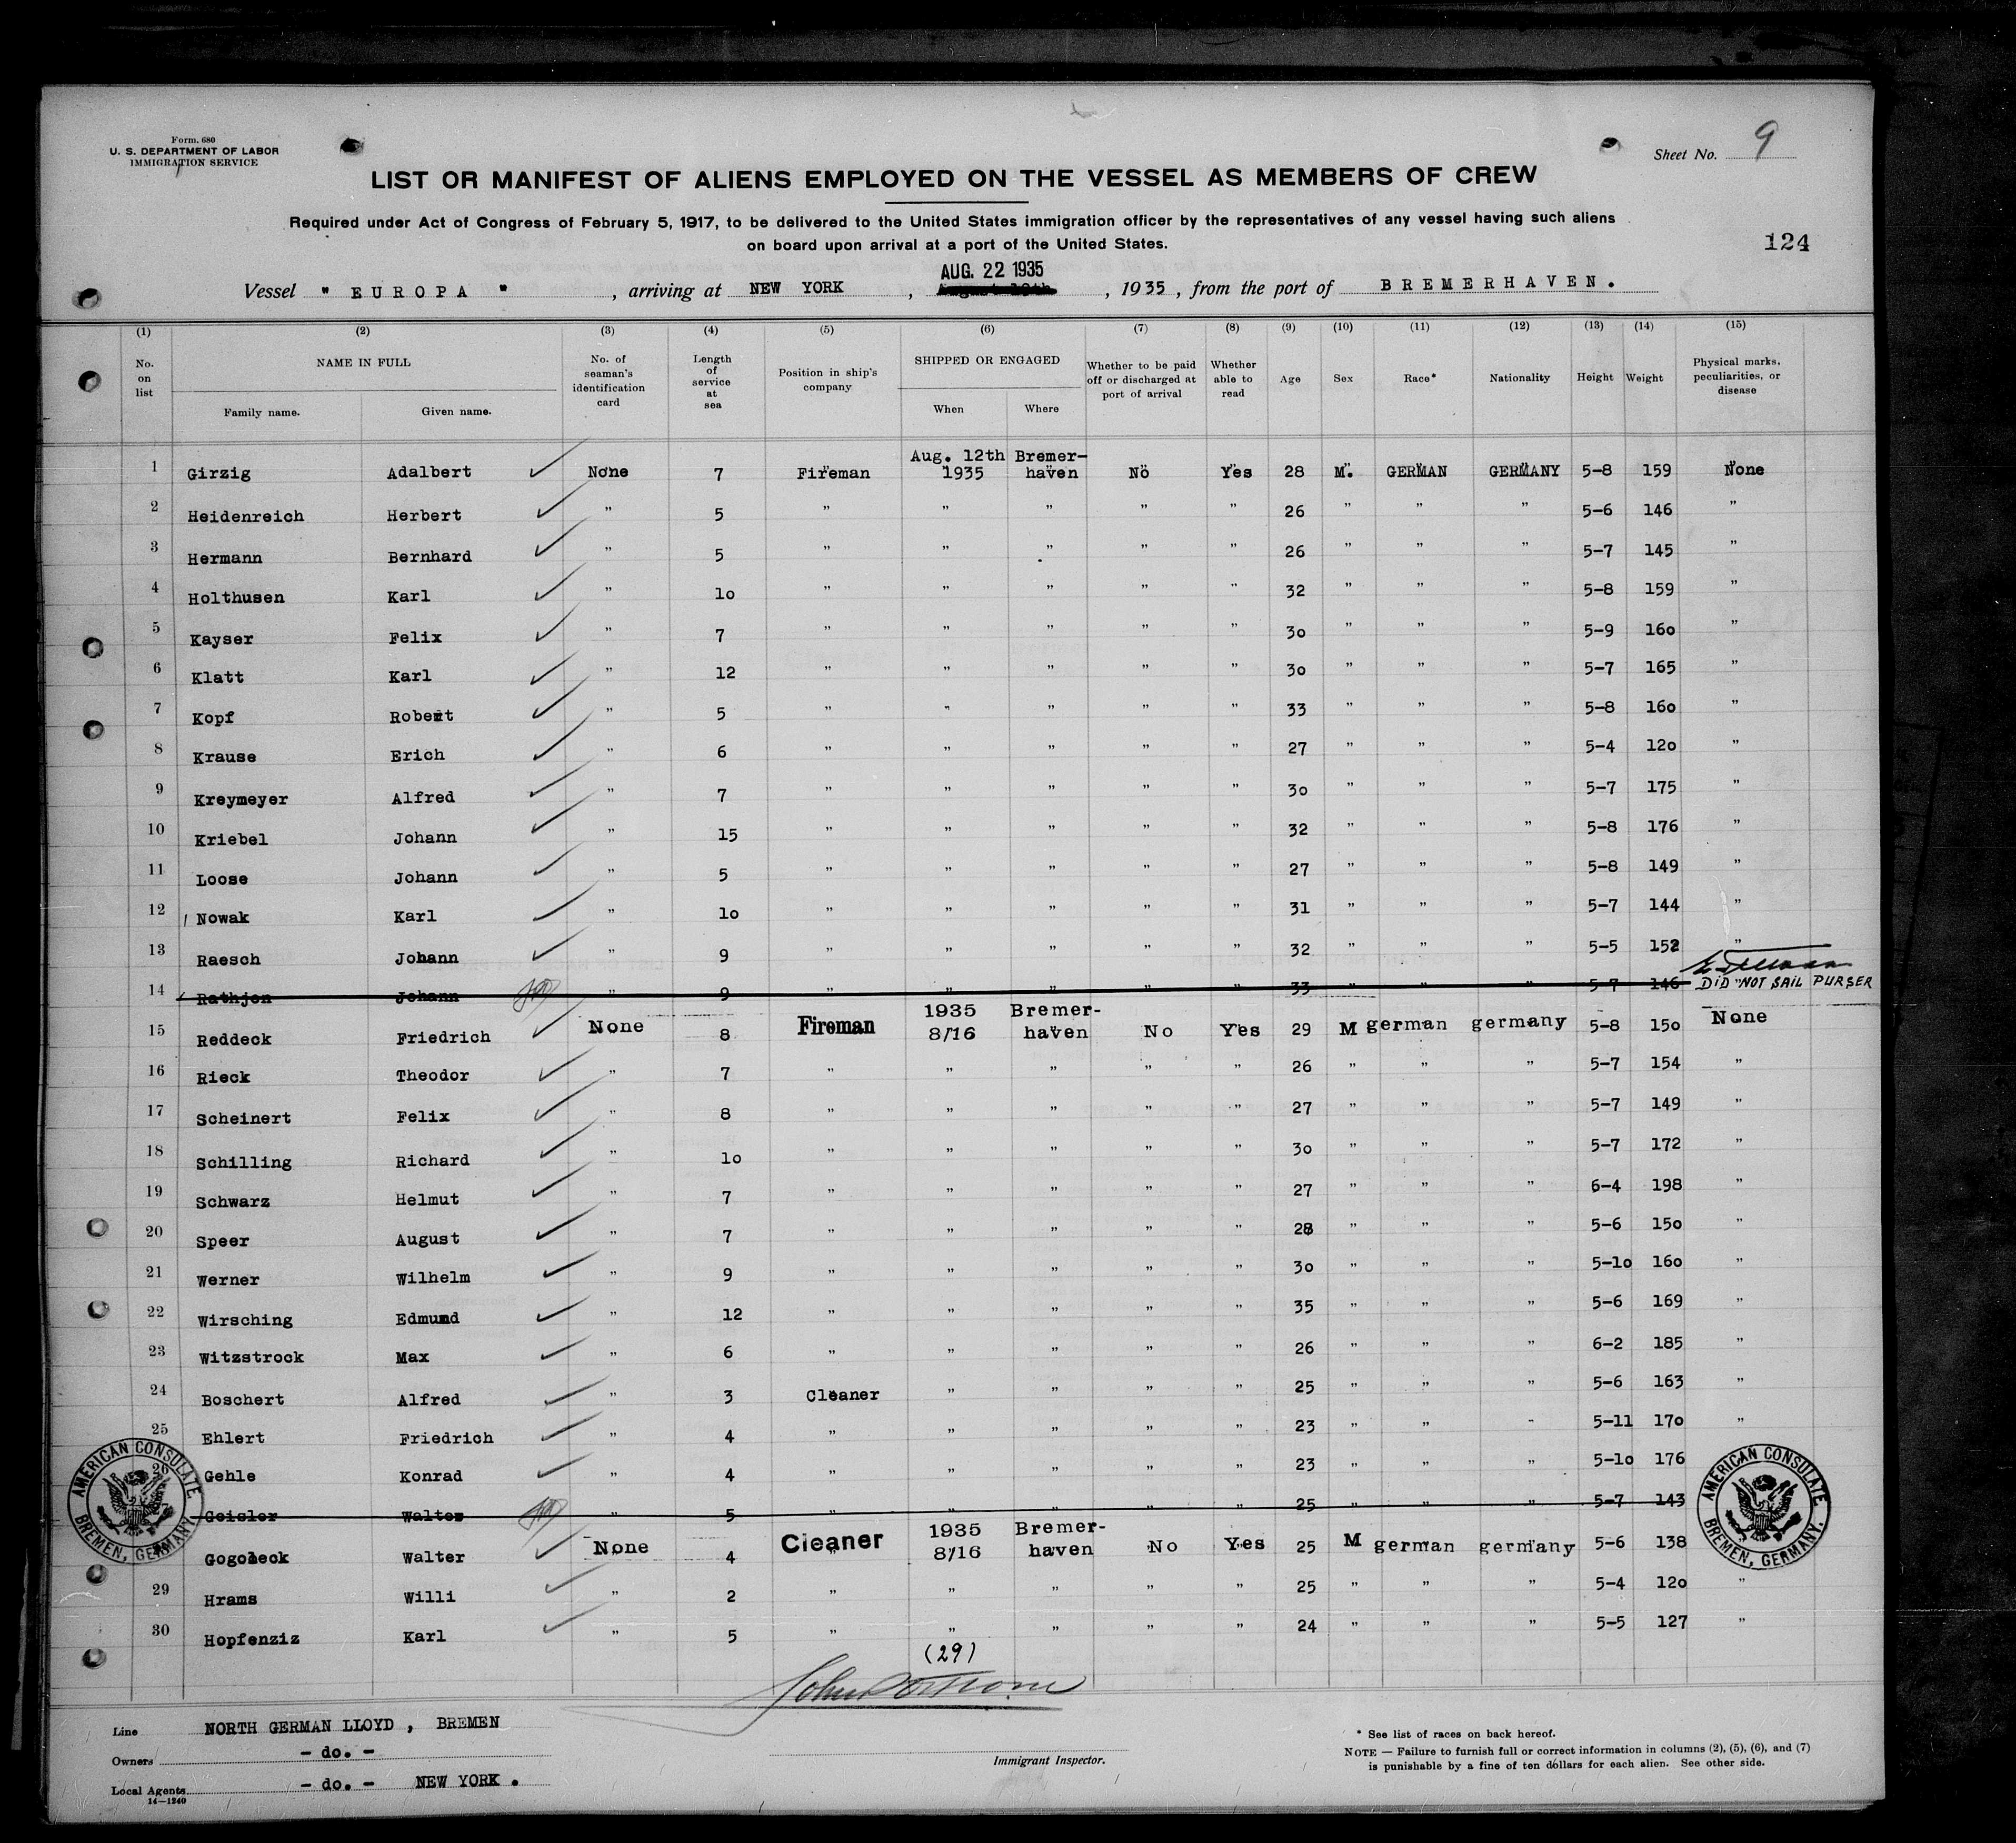 Form. 680
U. S. DEPARTMENT OF LABOR
IMMIGRATION SERVICE
Sheet No. 9
LIST OR MANIFEST OF ALIENS EMPLOYED ON THE VESSEL AS MEMBERS OF CREW
Required under Act of Congress of February 5, 1917, to be delivered to the United States immigration officer by the representatives of any vessel having such aliens
on board upon arrival at a port of the United States.
124
AUG. 22 1935
Vessel " EUROPA " , arriving at NEW YORK , August 19th , 1935 , from the port of BREMERHAVEN.
(1) (2) (3) (4) (5) (6) (7) (8) (9) (10) (11) (12) (13) (14) (15)
No. on list NAME IN FULL Family name. Given name. No. of seaman's identification card Length of service at sea Position in ship's company SHIPPED OR ENGAGED When Where Whether to be paid off or discharged at port of arrival Whether able to read Age Sex Race* Nationality Height Weight Physical marks, peculiarities, or disease
1 Girzig Adalbert None 7 Fireman Aug. 12th 1935 Bremer-haven No Yes 28 M. GERMAN GERMANY 5-8 159 None
2 Heidenreich Herbert " 5 " " " " " 26 " " " 5-6 146 "
3 Hermann Bernhard " 5 " " " " " 26 " " " 5-7 145 "
4 Holthusen Karl " 10 " " " " " 32 " " " 5-8 159 "
5 Kayser Felix " 7 " " " " " 30 " " " 5-9 160 "
6 Klatt Karl " 12 " " " " " 30 " " " 5-7 165 "
7 Kopf Robert " 5 " " " " " 33 " " " 5-8 160 "
8 Krause Erich " 6 " " " " " 27 " " " 5-4 120 "
9 Kreymeyer Alfred " 7 " " " " " 30 " " " 5-7 175 "
10 Kriebel Johann " 15 " " " " " 32 " " " 5-8 176 "
11 Loose Johann " 5 " " " " " 27 " " " 5-8 149 "
12 Nowak Karl " 10 " " " " " 31 " " " 5-7 144 "
13 Raesch Johann " 9 " " " " " 32 " " " 5-5 152 "
14 Rathjen Johann " 9 " " " " " 33 " " " 5-7 146 " DID NOT SAIL PURSER
15 Reddeck Friedrich None 8 Fireman 1935 8/16 Bremer-haven No Yes 29 M german germany 5-8 150 None
16 Rieck Theodor " 7 " " " " " 26 " " " 5-7 154 "
17 Scheinert Felix " 8 " " " " " 27 " " " 5-7 149 "
18 Schilling Richard " 10 " " " " " 30 " " " 5-7 172 "
19 Schwarz Helmut " 7 " " " " " 27 " " " 6-4 198 "
20 Speer August " 7 " " " " " 28 " " " 5-6 150 "
21 Werner Wilhelm " 9 " " " " " 30 " " " 5-10 160 "
22 Wirsching Edmund " 12 " " " " " 35 " " " 5-6 169 "
23 Witzstrock Max " 6 " " " " " 26 " " " 6-2 185 "
24 Boschert Alfred " 3 Cleaner " " " " 25 " " " 5-6 163 "
25 Ehlert Friedrich " 4 " " " " " 23 " " " 5-11 170 "
26 Gehle Konrad " 4 " " " " " 23 " " " 5-10 176
Geisler Walter " 5 " " " " " 25 " " " 5-7 143
Gogoleck Walter None 4 Cleaner 1935 8/16 Bremer-haven No Yes 25 M german germany 5-6 138
29 Hrams Willi " 2 " " " " " 25 " " " 5-4 120 "
30 Hopfenziz Karl " 5 " " " " " 24 " " " 5-5 127 "
AMERICAN CONSULATE BREMEN, GERMANY.
AMERICAN CONSULATE BREMEN, GERMANY.
(29)
Line NORTH GERMAN LLOYD , BREMEN
Owners - do. -
Local Agents - do. - NEW YORK .
14-1240
Immigrant Inspector.
* See list of races on back hereof.
NOTE — Failure to furnish full or correct information in columns (2), (5), (6), and (7)
is punishable by a fine of ten dollars for each alien. See other side.